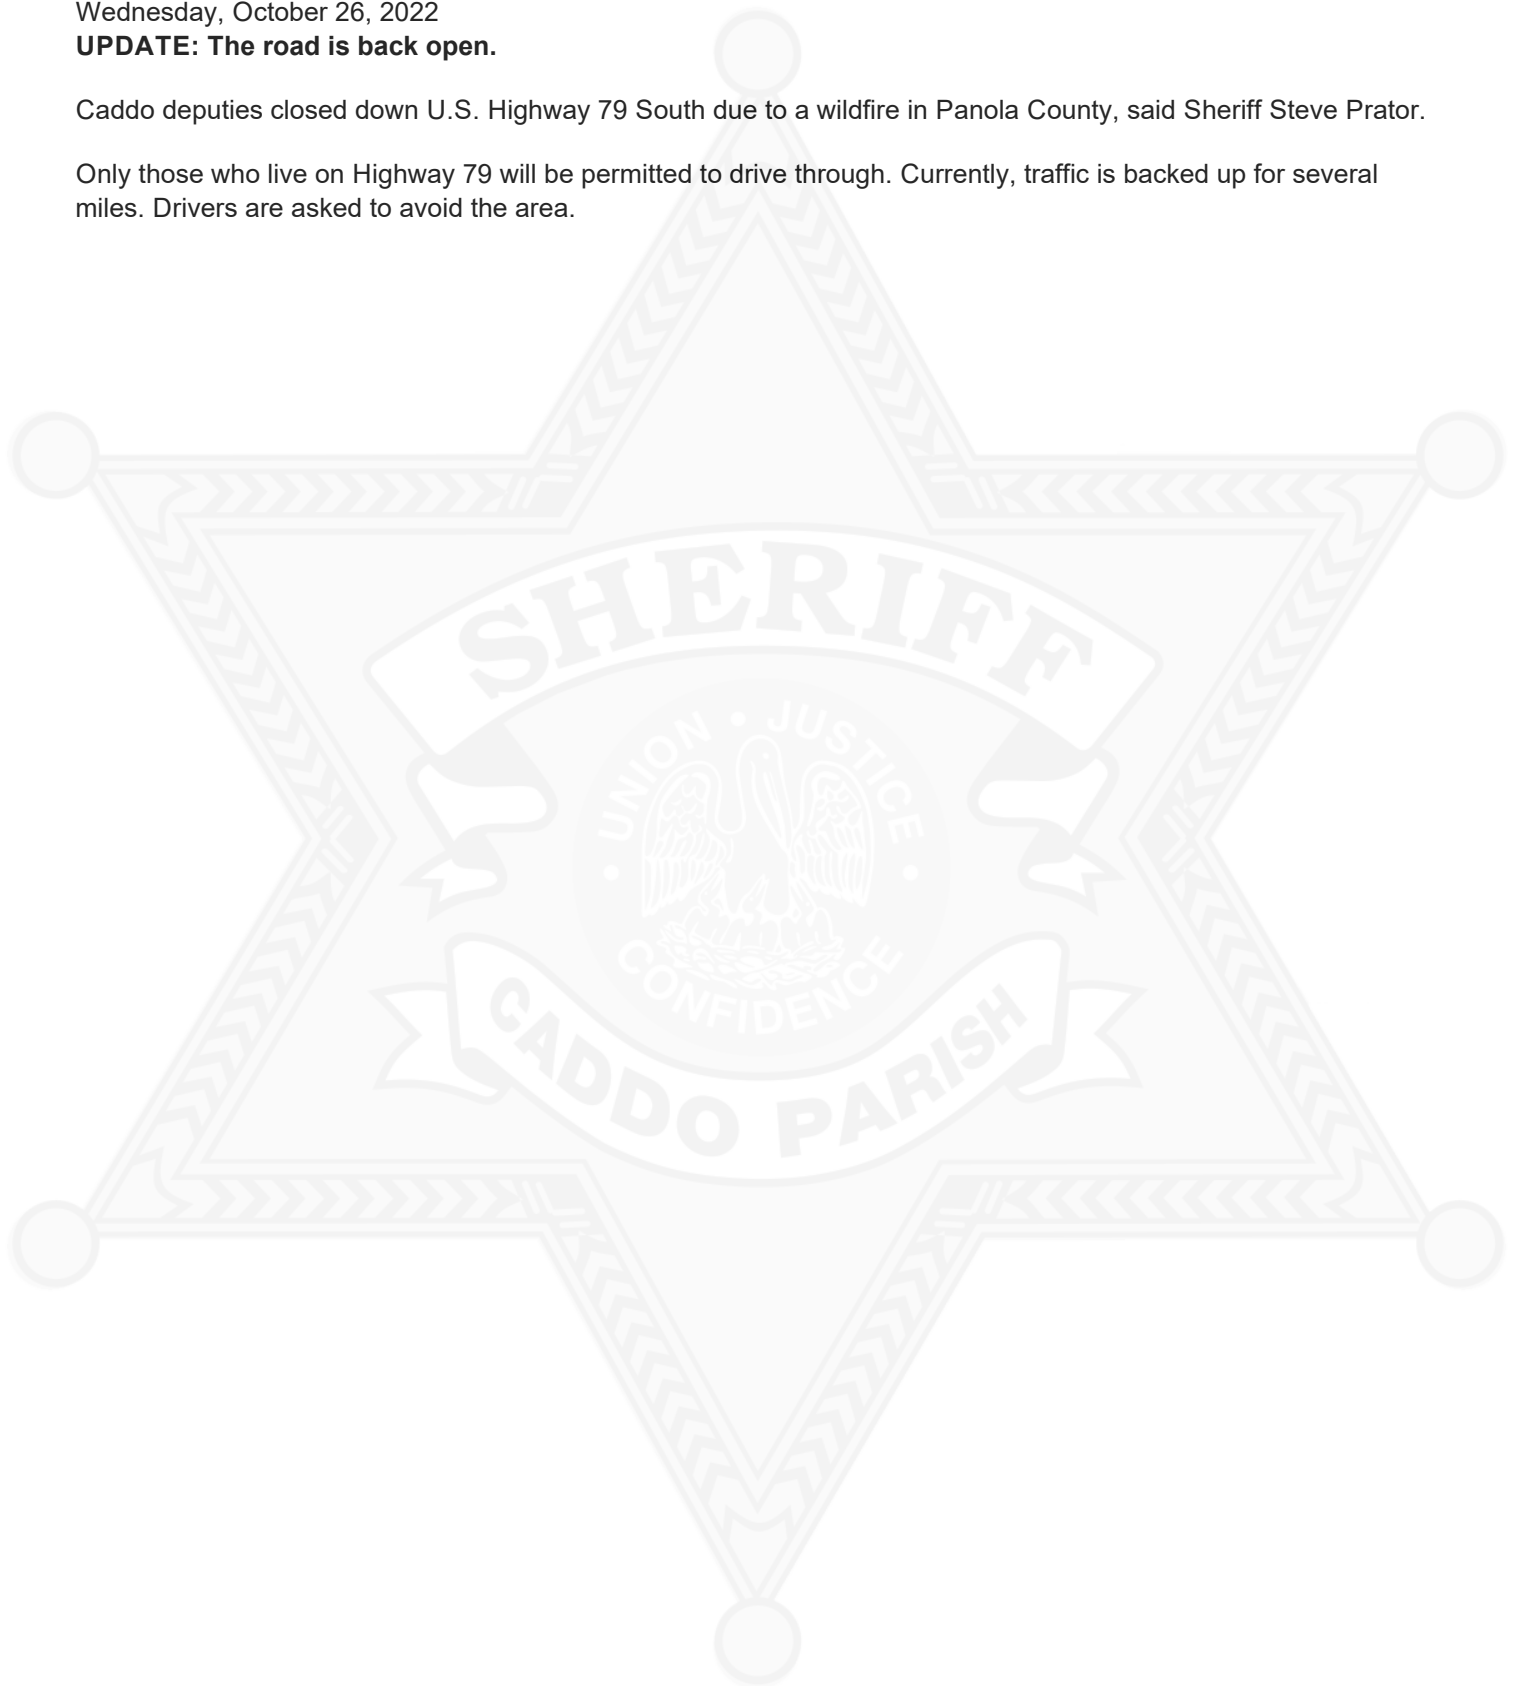 Wednesday, October 26, 2022
UPDATE: The road is back open.
Caddo deputies closed down U.S. Highway 79 South due to a wildfire in Panola County, said Sheriff Steve Prator.
Only those who live on Highway 79 will be permitted to drive through. Currently, traffic is backed up for several
miles. Drivers are asked to avoid the area.
SHERIFF
UNION • JUSTICE
• CONFIDENCE •
CADDO PARISH